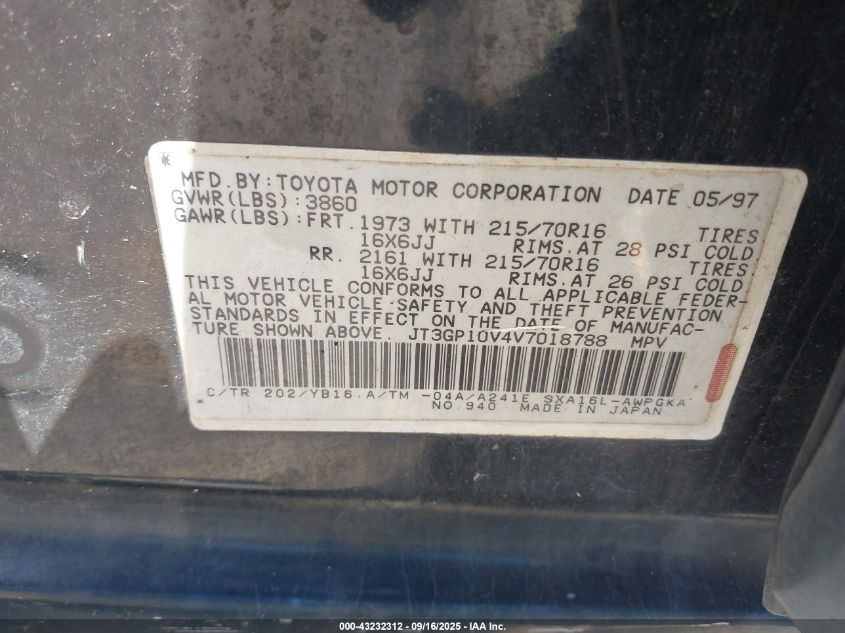 MFD.BY:TOYOTA MOTOR CORPORATION DATE 05/97
GVWR(LBS):3860
GAWR(LBS):FRT.1973 WITH 215/70R16 TIRES
16X6JJ RIMS.AT 28 PSI COLD
RR. 2161 WITH 215/70R16 TIRES
16X6JJ RIMS.AT 26 PSI COLD
THIS VEHICLE CONFORMS TO ALL APPLICABLE FEDER-
AL MOTOR VEHICLE SAFETY AND THEFT PREVENTION
STANDARDS IN EFFECT ON THE DATE OF MANUFAC-
TURE SHOWN ABOVE. JT3GP10V4V7018788 MPV
C/TR 202/YB16.A/TM -04A/A241E SXA16L-AWPGKA
NO.940 MADE IN JAPAN
000-43232312 - 09/16/2025 - IAA Inc.